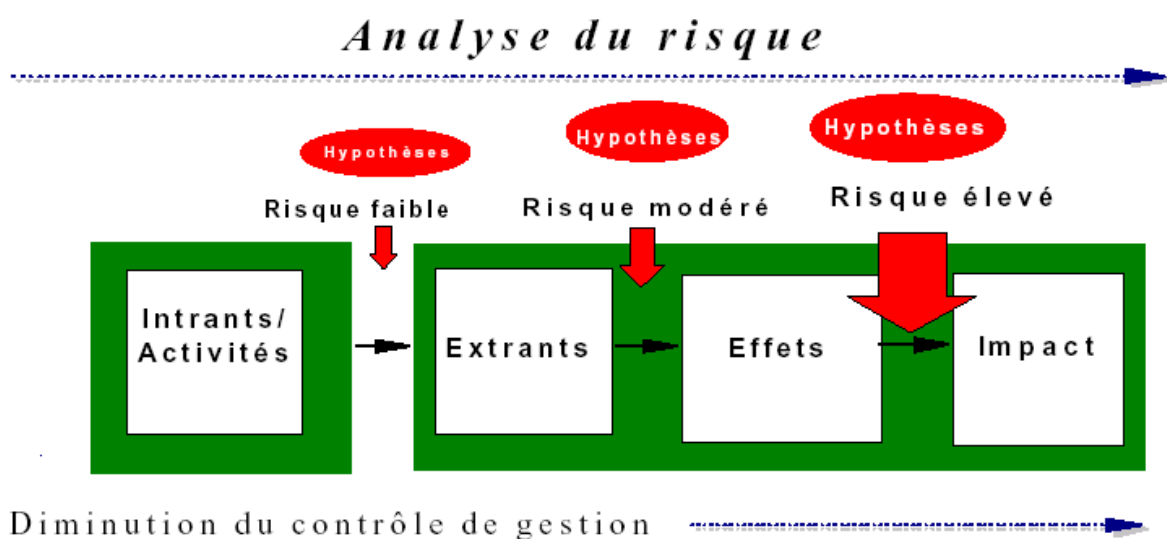 Analyse du risque
Hypothèses
Hypothèses
Hypothèses
Risque faible
Risque modéré
Risque élevé
Intrants/
Activités
Extrants
Effets
Impact
Diminution du contrôle de gestion